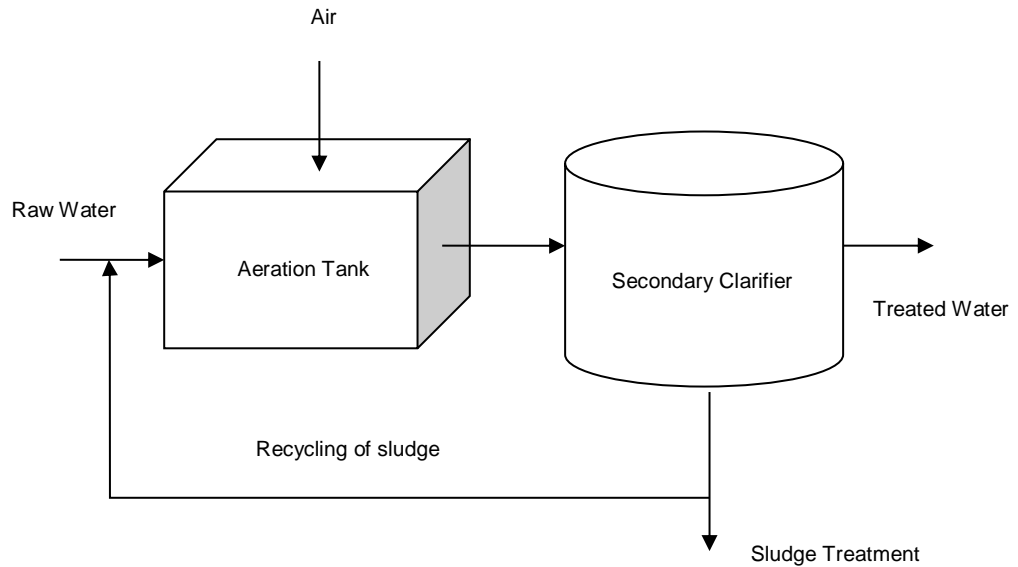 Air
Raw Water
Aeration Tank
Secondary Clarifier
Treated Water
Recycling of sludge
Sludge Treatment